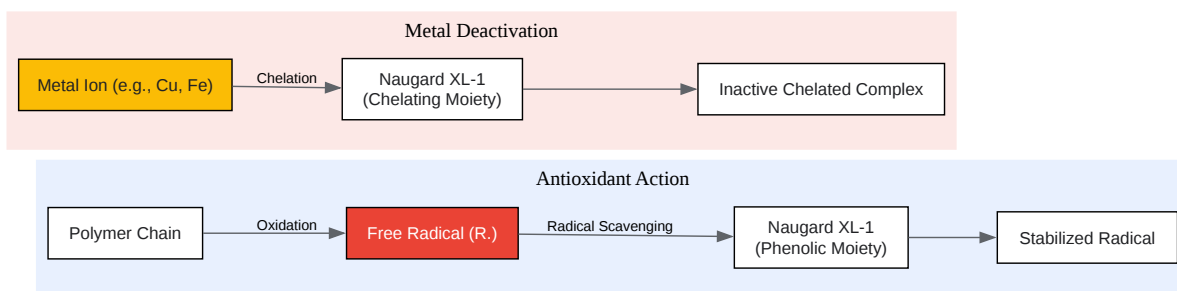 Metal Deactivation
Metal Ion (e.g., Cu, Fe)
Chelation
Naugard XL-1
(Chelating Moiety)
Inactive Chelated Complex
Antioxidant Action
Polymer Chain
Oxidation
Free Radical (R.)
Radical Scavenging
Naugard XL-1
(Phenolic Moiety)
Stabilized Radical